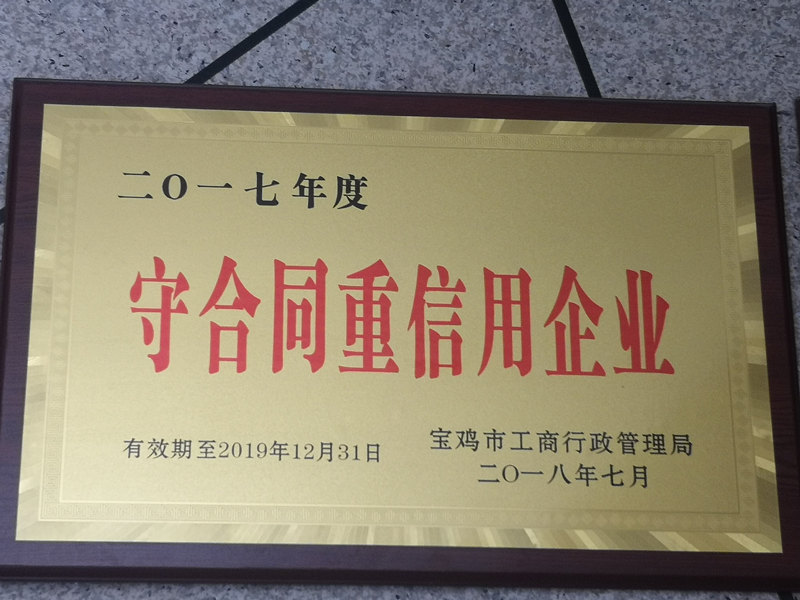 二〇一七年度
守合同重信用企业
有效期至2019年12月31日
宝鸡市工商行政管理局
二〇一八年七月